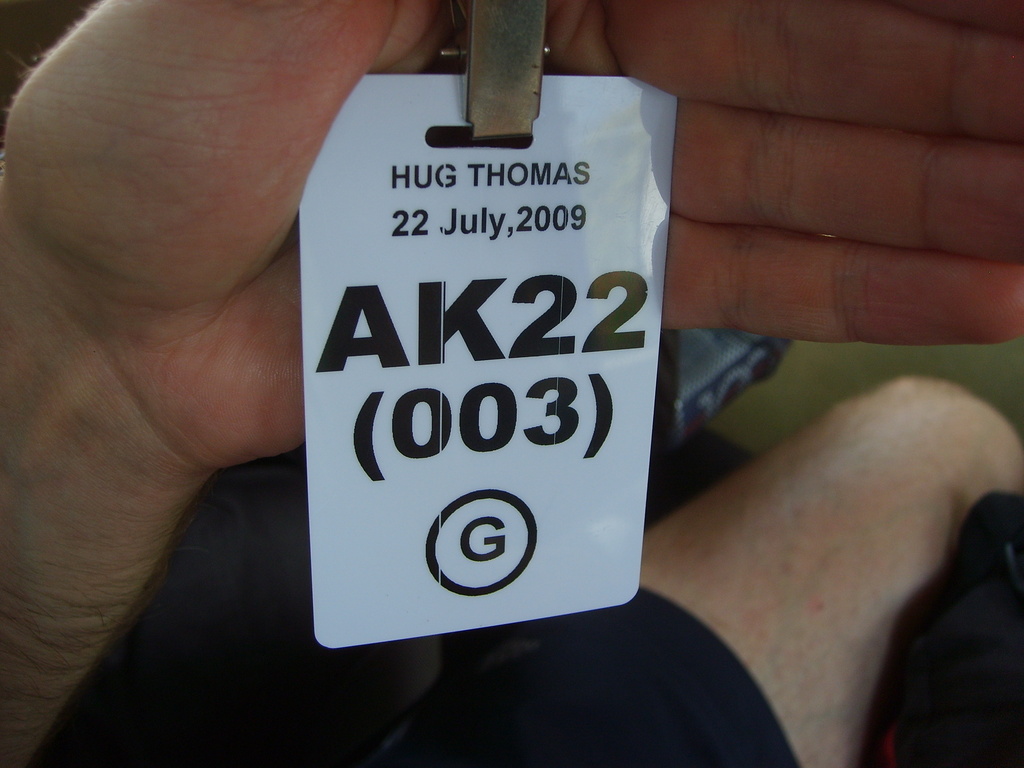 HUG THOMAS
22 July,2009
AK22
(003)
G